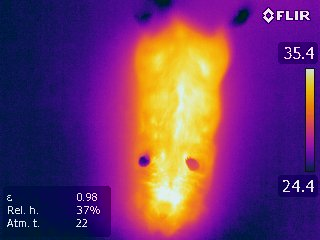 FLIR
35.4
24.4
ε 0.98
Rel. h. 37%
Atm. t. 22